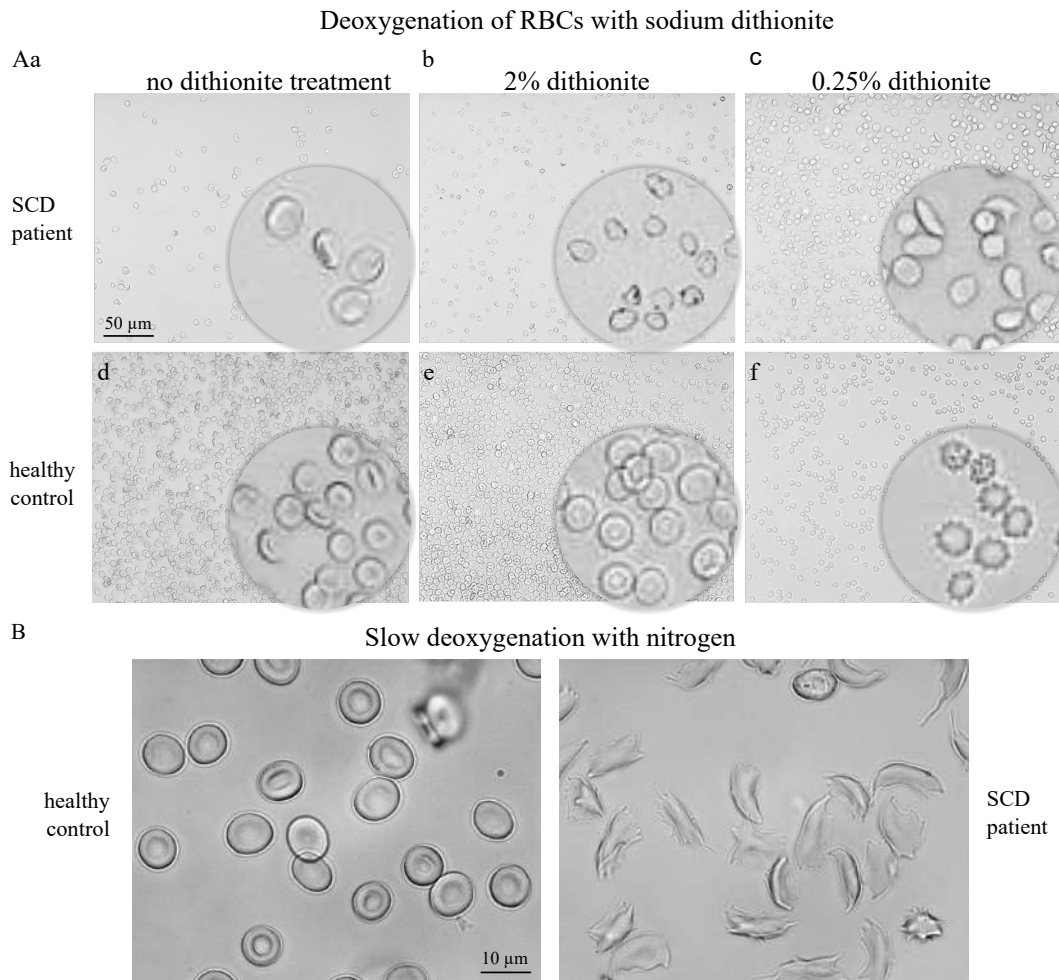 Deoxygenation of RBCs with sodium dithionite
Aa
b
c
no dithionite treatment
2% dithionite
0.25% dithionite
SCD
patient
50 µm
d
e
f
healthy
control
B
Slow deoxygenation with nitrogen
healthy
control
SCD
patient
10 µm